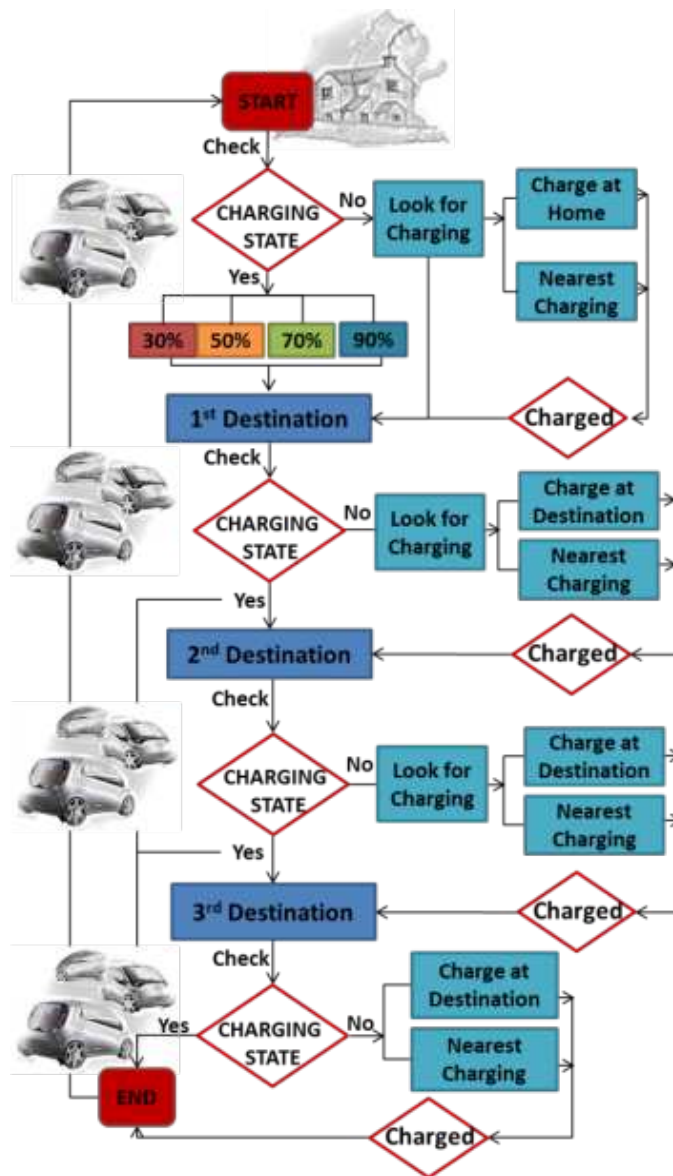 START
Check
CHARGING
STATE
No
Look for
Charging
Charge at
Home
Nearest
Charging
Yes
30%
50%
70%
90%
1st Destination
Charged
Check
CHARGING
STATE
No
Look for
Charging
Charge at
Destination
Nearest
Charging
Yes
2nd Destination
Charged
Check
CHARGING
STATE
No
Look for
Charging
Charge at
Destination
Nearest
Charging
Yes
3rd Destination
Charged
Check
CHARGING
STATE
Yes
No
Charge at
Destination
Nearest
Charging
END
Charged